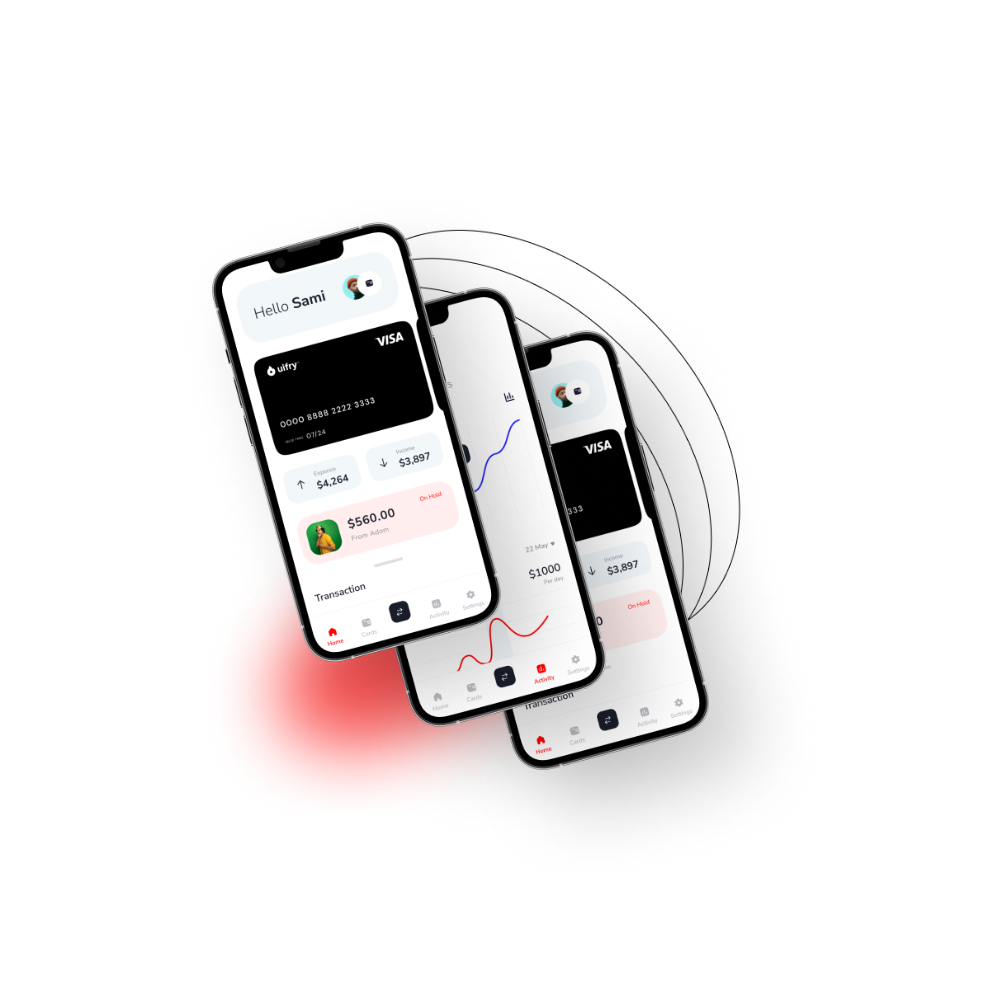 Hello Sami
VISA
uifry
0000 8888 2222 3333
07/24
Expence
$4,264
Income
$3,897
On Hold
$560.00
From Adam
Transaction
Home
Cards
Activity
Settings
S
22 May
$1000
Per day
Home
Cards
Activity
Settings
VISA
333
Income
$3,897
On Hold
0
Transaction
Home
Cards
Activity
Settings